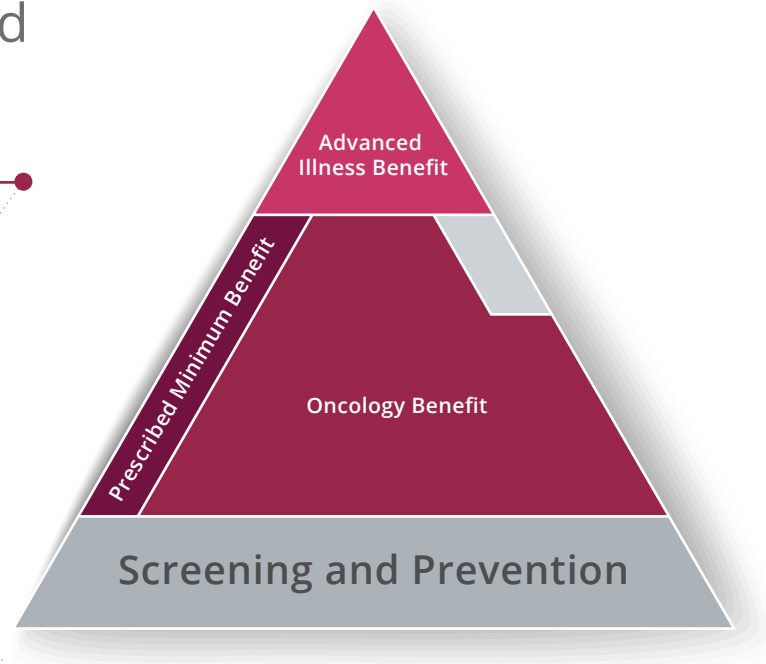 d
Advanced
Illness Benefit
Prescribed Minimum Benefit
Oncology Benefit
Screening and Prevention